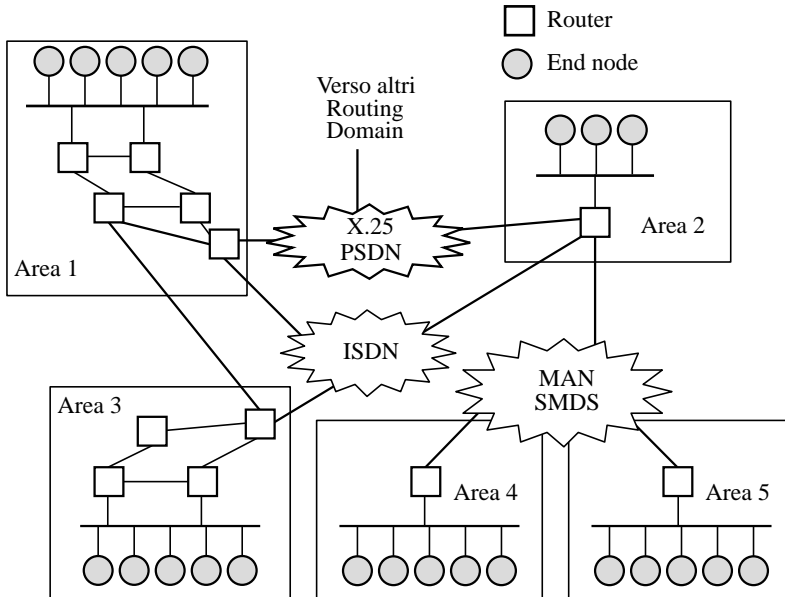 Router
End node
Verso altri
Routing
Domain
X.25
PSDN
Area 1
Area 2
ISDN
MAN
SMDS
Area 3
Area 4
Area 5